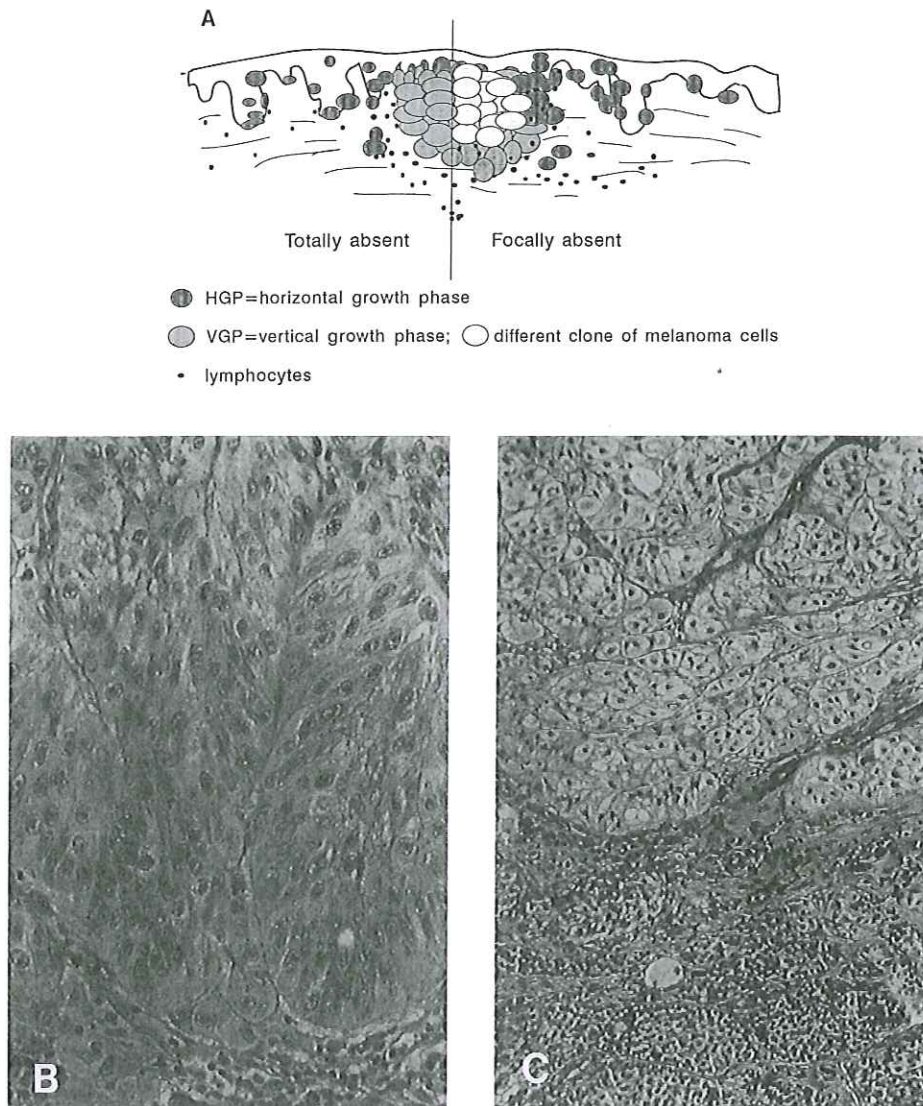 A
Totally absent
Focally absent
HGP=horizontal growth phase
VGP=vertical growth phase; different clone of melanoma cells
lymphocytes
B
C